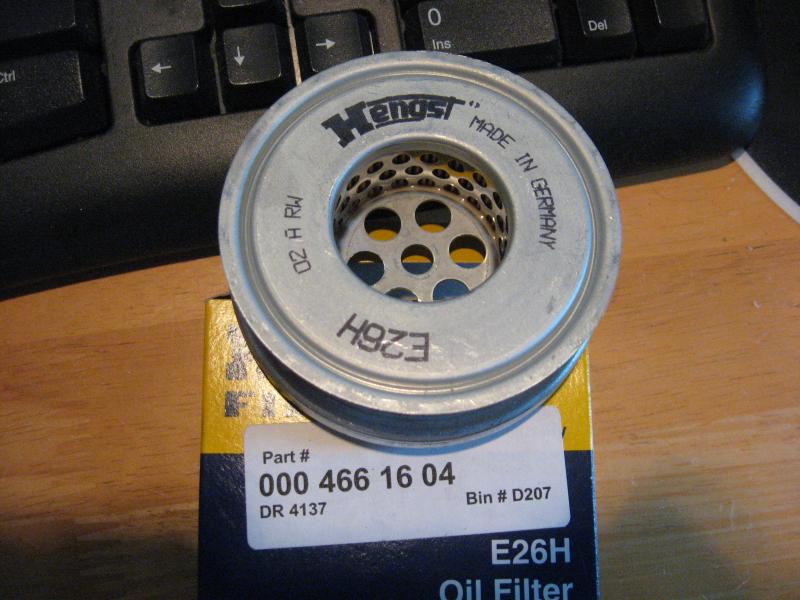 Ctrl
←
↓
→
0
Ins
Del
Hengst
MADE IN GERMANY
02 A RW
E26H
Part #
000 466 16 04
DR 4137
Bin # D207
E26H
Oil Filter